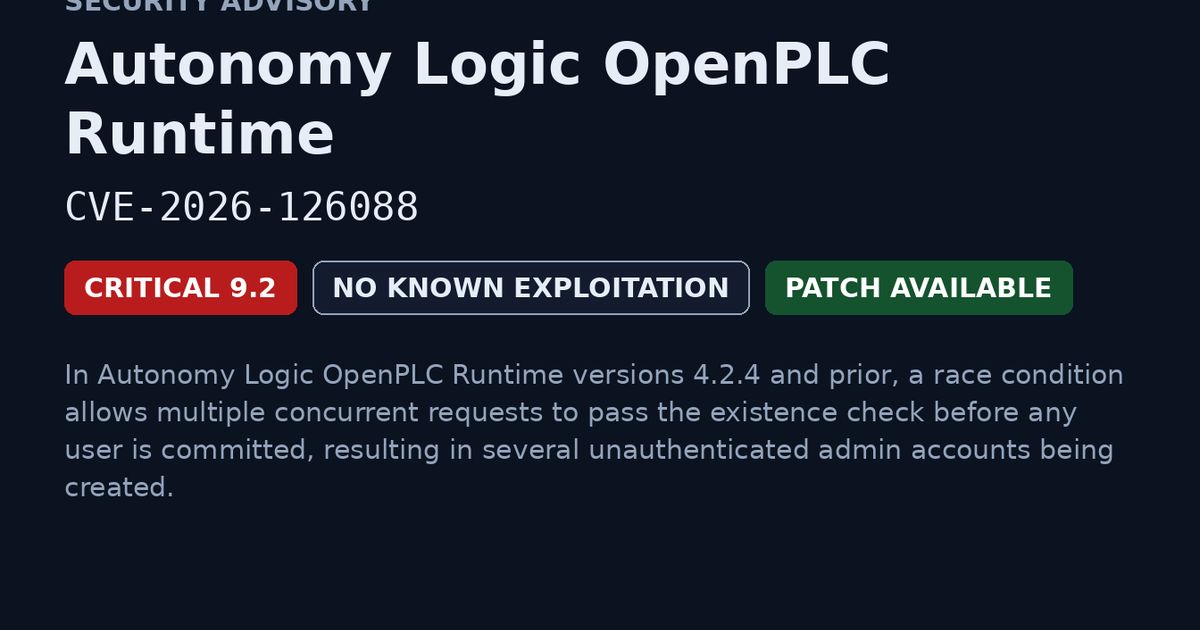 SECURITY ADVISORY
Autonomy Logic OpenPLC
Runtime
CVE-2026-126088
CRITICAL 9.2
NO KNOWN EXPLOITATION
PATCH AVAILABLE
In Autonomy Logic OpenPLC Runtime versions 4.2.4 and prior, a race condition
allows multiple concurrent requests to pass the existence check before any
user is committed, resulting in several unauthenticated admin accounts being
created.